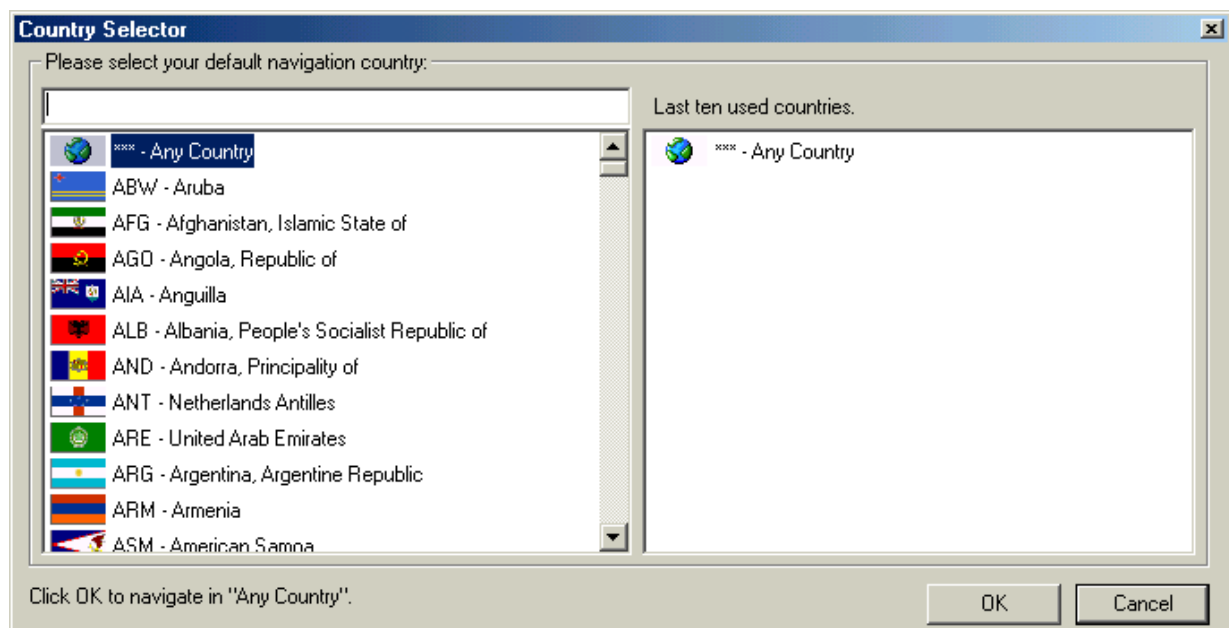 Country Selector
Please select your default navigation country:
Last ten used countries.
*** - Any Country
ABW - Aruba
AFG - Afghanistan, Islamic State of
AGO - Angola, Republic of
AIA - Anguilla
ALB - Albania, People's Socialist Republic of
AND - Andorra, Principality of
ANT - Netherlands Antilles
ARE - United Arab Emirates
ARG - Argentina, Argentine Republic
ARM - Armenia
ASM - American Samoa
*** - Any Country
Click OK to navigate in "Any Country".
OK
Cancel